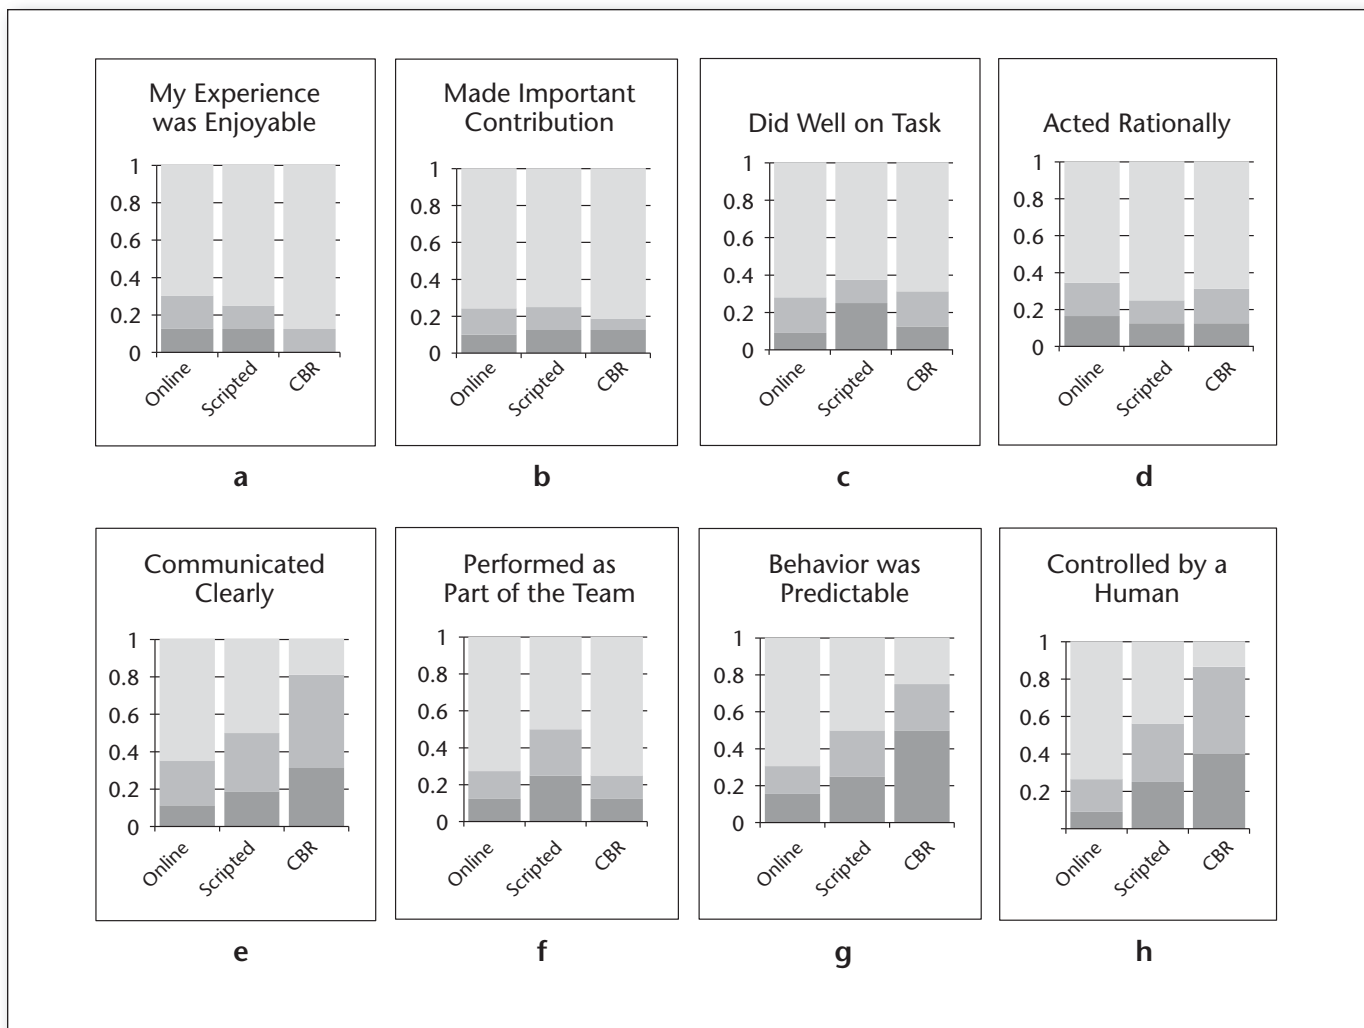 My Experience
was Enjoyable
1
0.8
0.6
0.4
0.2
0
Online
Scripted
CBR
a
Made Important
Contribution
1
0.8
0.6
0.4
0.2
0
Online
Scripted
CBR
b
Did Well on Task
1
0.8
0.6
0.4
0.2
0
Online
Scripted
CBR
c
Acted Rationally
1
0.8
0.6
0.4
0.2
0
Online
Scripted
CBR
d
Communicated
Clearly
1
0.8
0.6
0.4
0.2
0
Online
Scripted
CBR
e
Performed as
Part of the Team
1
0.8
0.6
0.4
0.2
0
Online
Scripted
CBR
f
Behavior was
Predictable
1
0.8
0.6
0.4
0.2
0
Online
Scripted
CBR
g
Controlled by a
Human
1
0.8
0.6
0.4
0.2
Online
Scripted
CBR
h